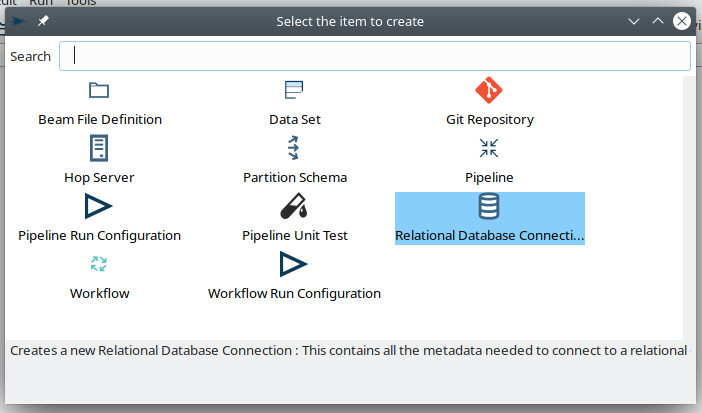 Edit Run Tools
Select the item to create
Search
Beam File Definition
Data Set
Git Repository
Hop Server
Partition Schema
Pipeline
Pipeline Run Configuration
Pipeline Unit Test
Relational Database Connecti...
Workflow
Workflow Run Configuration
Creates a new Relational Database Connection : This contains all the metadata needed to connect to a relational